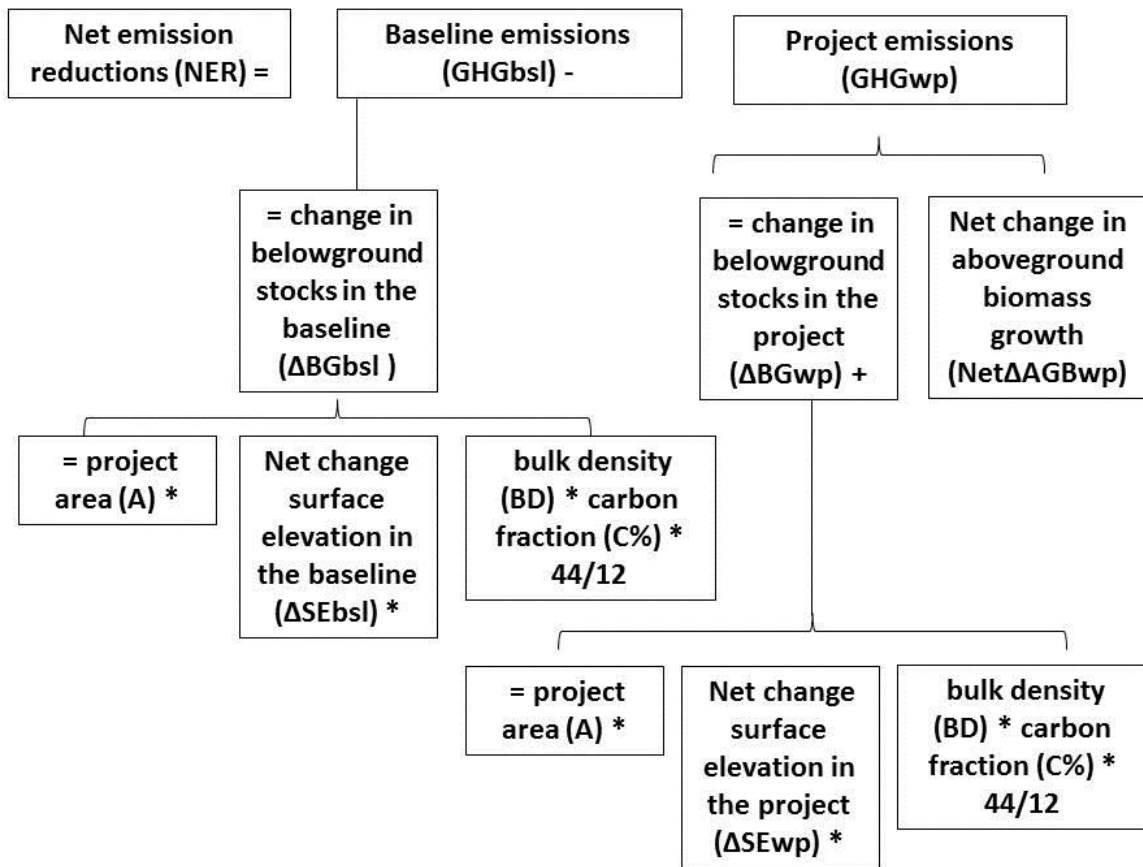 Net emission
reductions (NER) =
Baseline emissions
(GHGbsl) -
Project emissions
(GHGwp)
= change in
belowground
stocks in the
baseline
(ΔBGbsl )
= change in
belowground
stocks in the
project
(ΔBGwp) +
Net change in
aboveground
biomass
growth
(NetΔAGBwp)
= project
area (A) *
Net change
surface
elevation in
the baseline
(ΔSEbsl) *
bulk density
(BD) * carbon
fraction (C%) *
44/12
= project
area (A) *
Net change
surface
elevation in
the project
(ΔSEwp) *
bulk density
(BD) * carbon
fraction (C%) *
44/12